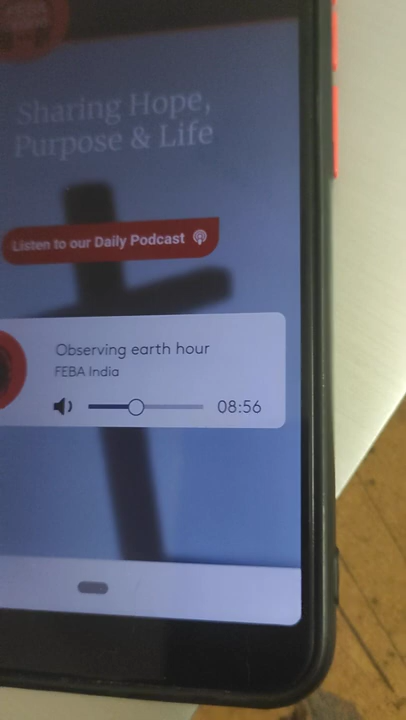 Sharing Hope,
Purpose & Life
Listen to our Daily Podcast
Observing earth hour
FEBA India
08:56